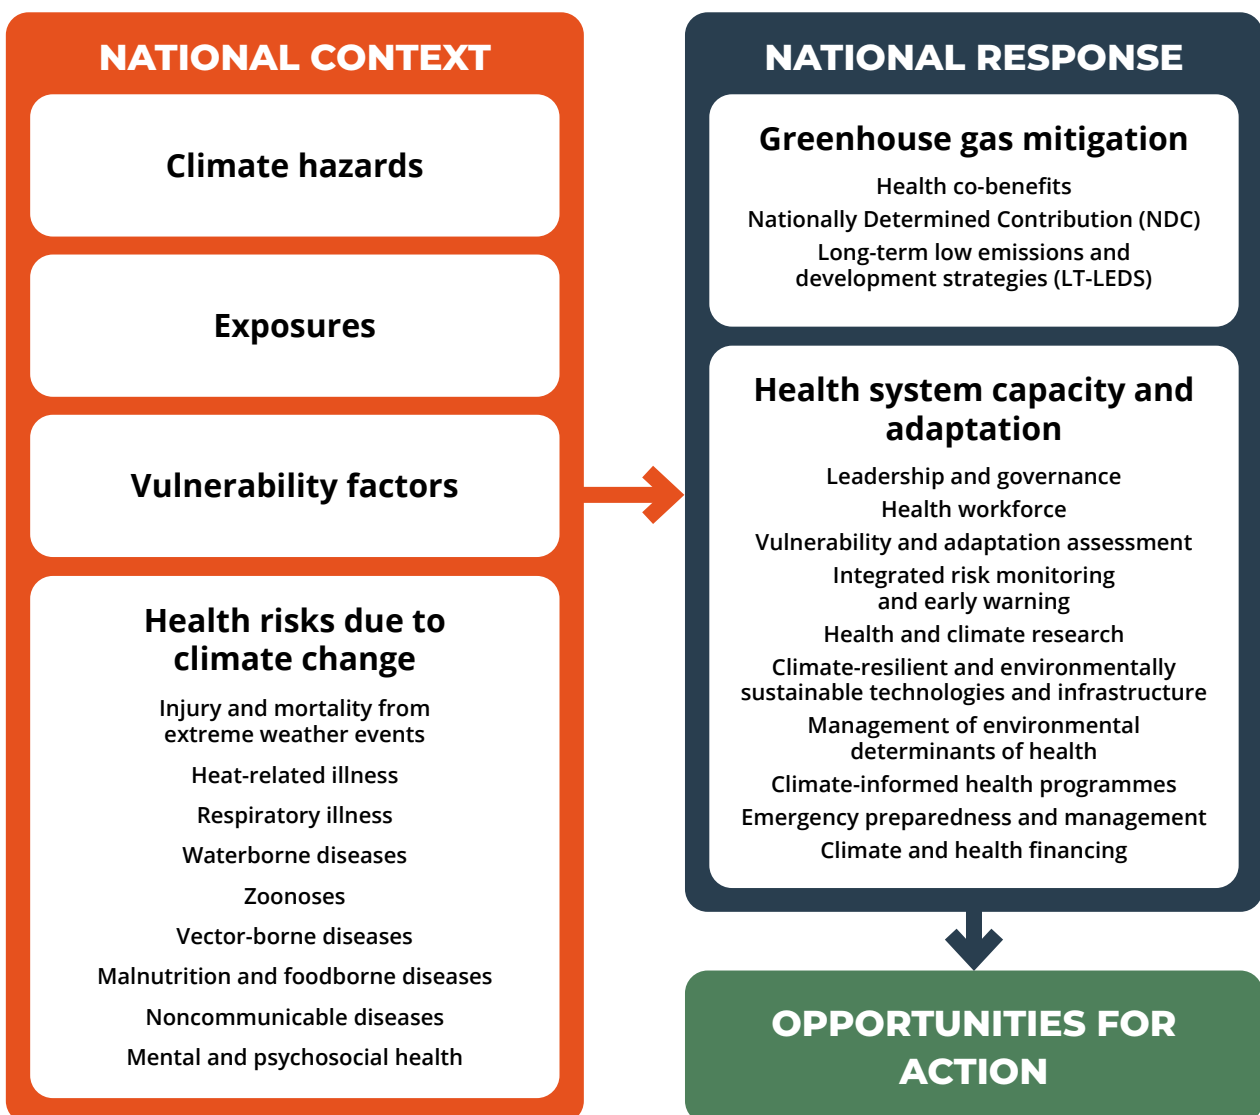 NATIONAL CONTEXT
Climate hazards
Exposures
Vulnerability factors
Health risks due to
climate change
Injury and mortality from
extreme weather events
Heat-related illness
Respiratory illness
Waterborne diseases
Zoonoses
Vector-borne diseases
Malnutrition and foodborne diseases
Noncommunicable diseases
Mental and psychosocial health
NATIONAL RESPONSE
Greenhouse gas mitigation
Health co-benefits
Nationally Determined Contribution (NDC)
Long-term low emissions and
development strategies (LT-LEDS)
Health system capacity and
adaptation
Leadership and governance
Health workforce
Vulnerability and adaptation assessment
Integrated risk monitoring
and early warning
Health and climate research
Climate-resilient and environmentally
sustainable technologies and infrastructure
Management of environmental
determinants of health
Climate-informed health programmes
Emergency preparedness and management
Climate and health financing
OPPORTUNITIES FOR
ACTION